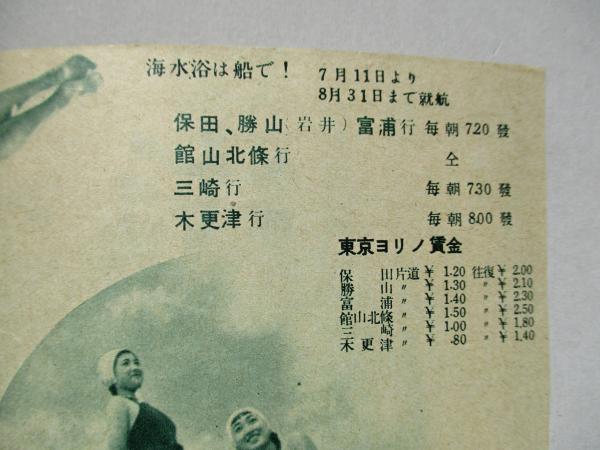 海水浴は船で！ 7月11日より
8月31日まで就航
保田、勝山（岩井）富浦行 毎朝720發
館山北條行 仝
三崎行 毎朝730發
木更津行 毎朝800發
東京ヨリノ賃金
保田 片道 ¥1.20 往復 ¥2.00
勝山 〃 ¥1.30 〃 ¥2.10
富浦 〃 ¥1.40 〃 ¥2.30
館山北條 〃 ¥1.50 〃 ¥2.50
三崎 〃 ¥1.00 〃 ¥1.80
木更津 〃 ¥.80 〃 ¥1.40